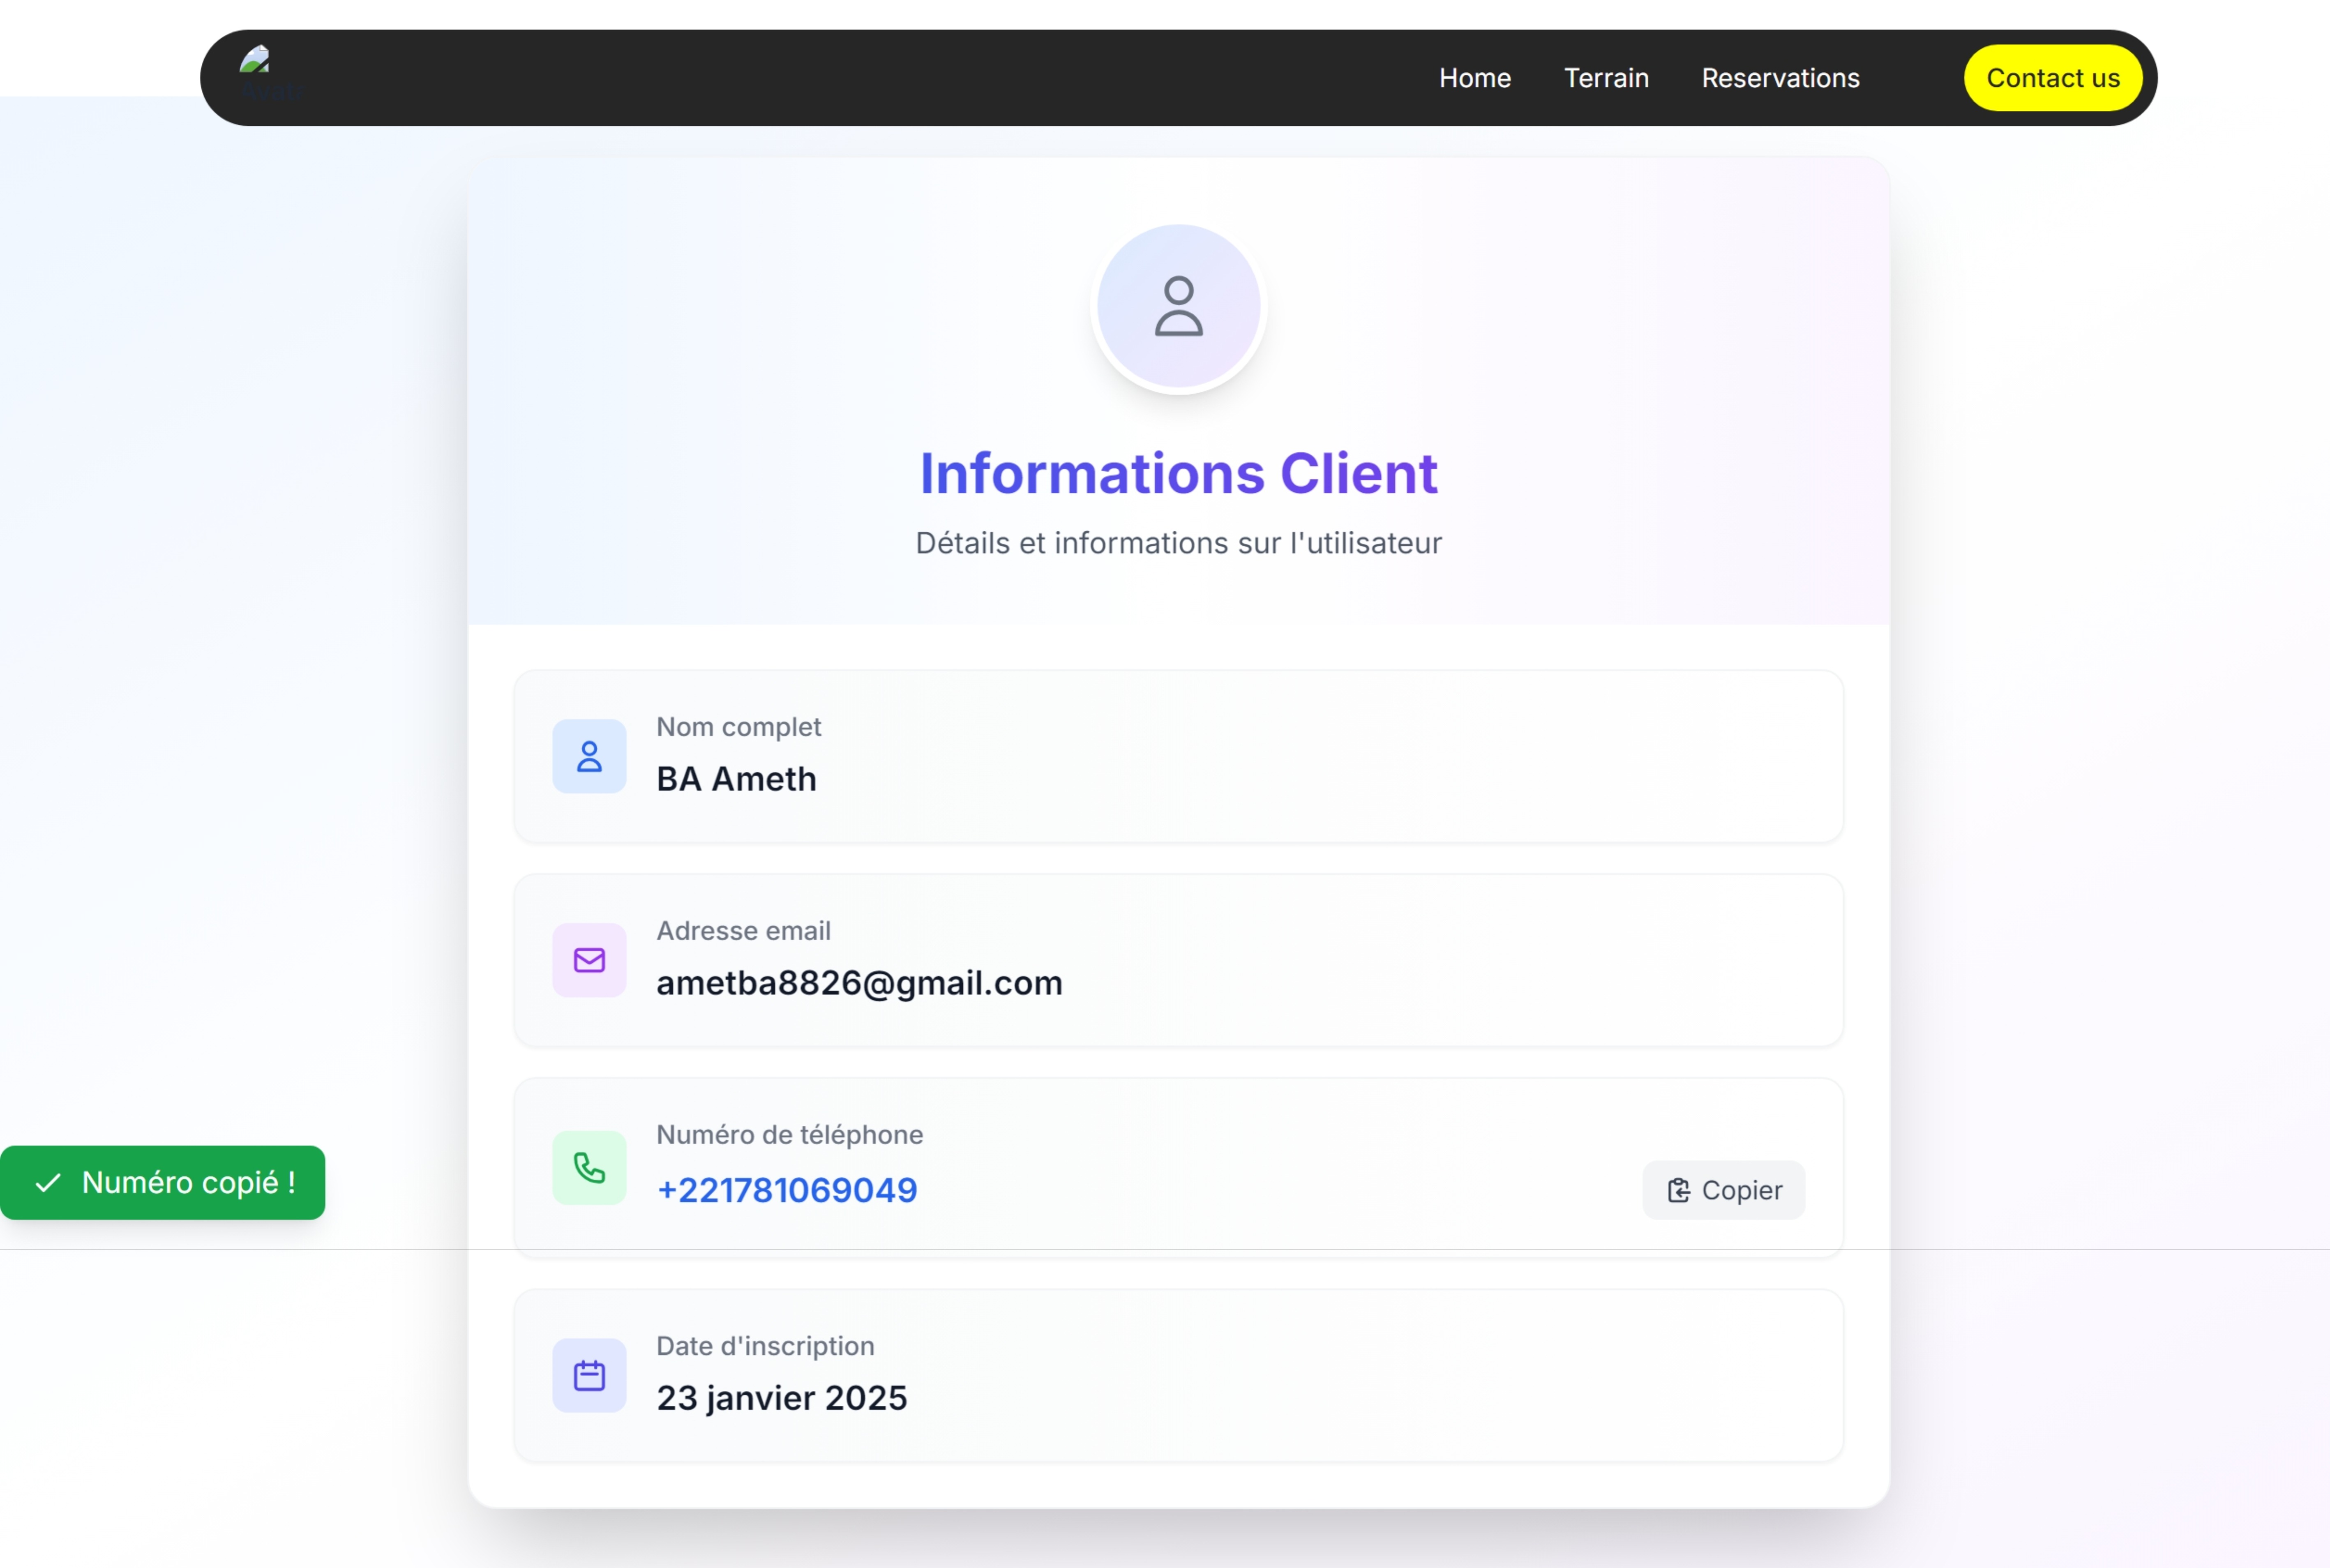 Home Terrain Reservations Contact us
Informations Client
Détails et informations sur l'utilisateur
Nom complet
BA Ameth
Adresse email
ametba8826@gmail.com
Numéro de téléphone
+221781069049
Copier
Numéro copié !
Date d'inscription
23 janvier 2025